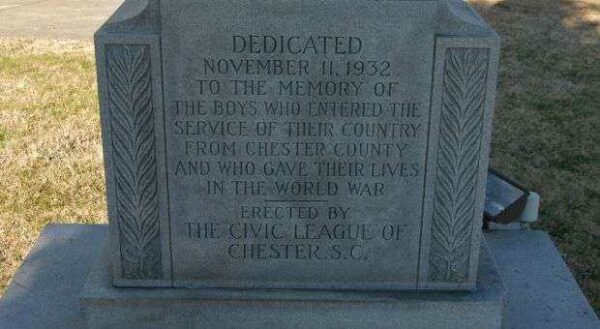 DEDICATED
NOVEMBER 11, 1932
TO THE MEMORY OF
THE BOYS WHO ENTERED THE
SERVICE OF THEIR COUNTRY
FROM CHESTER COUNTY
AND WHO GAVE THEIR LIVES
IN THE WORLD WAR
ERECTED BY
THE CIVIC LEAGUE OF
CHESTER, S.C.